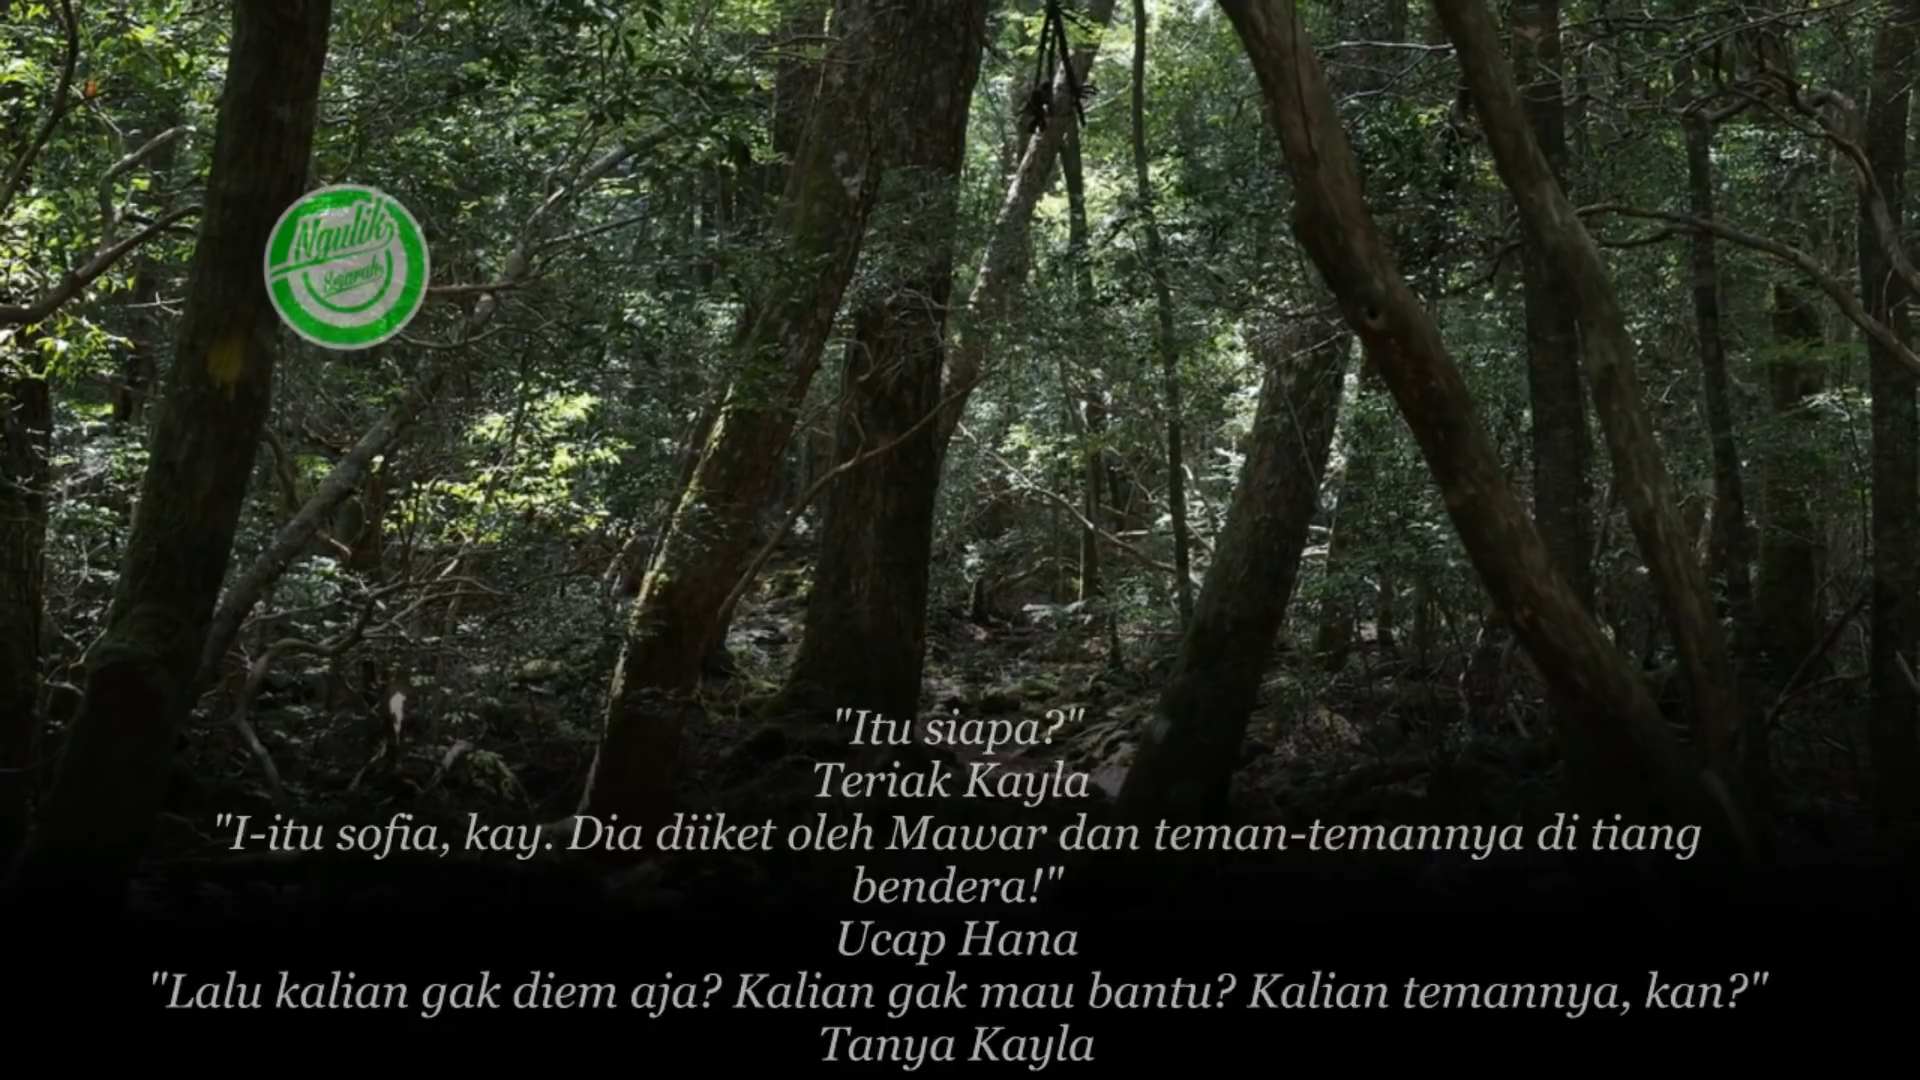 Ngulik
Sejarah
"Itu siapa?"
Teriak Kayla
"I-itu sofia, kay. Dia diiket oleh Mawar dan teman-temannya di tiang
bendera!"
Ucap Hana
"Lalu kalian gak diem aja? Kalian gak mau bantu? Kalian temannya, kan?"
Tanya Kayla